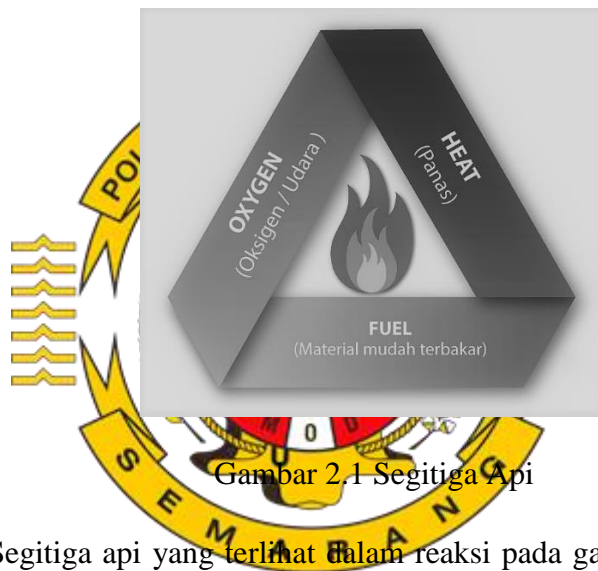 OXYGEN
(Oksigen / Udara )
HEAT
(Panas)
FUEL
(Material mudah terbakar)
Gambar 2.1 Segitiga Api
SEMARANG
Segitiga api yang terlihat dalam reaksi pada ga